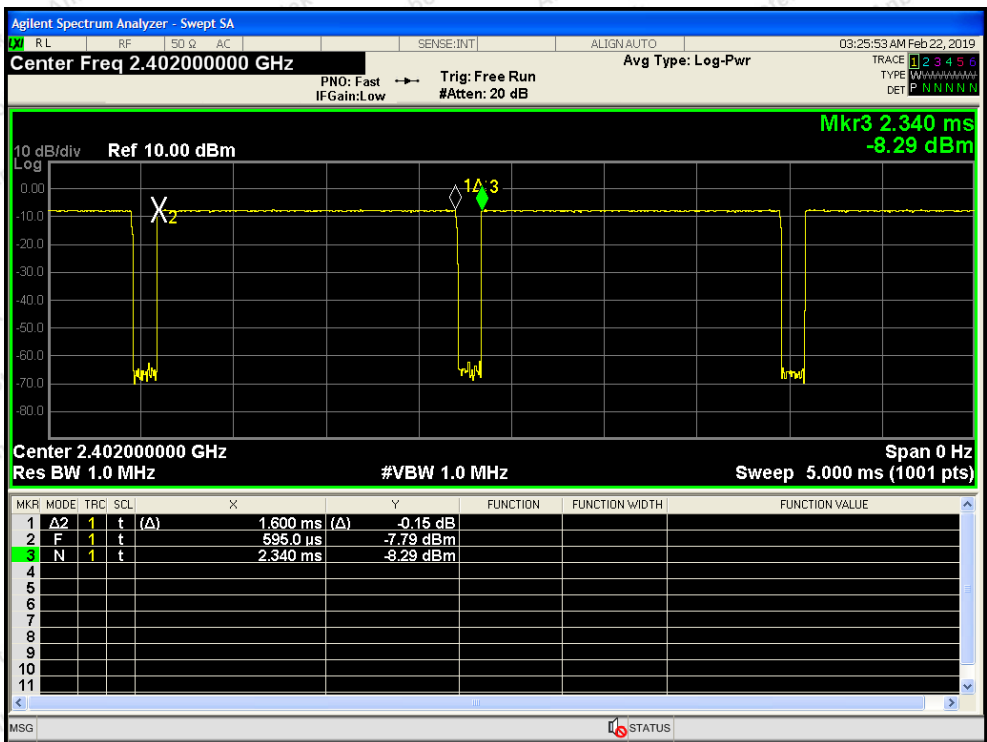 Agilent Spectrum Analyzer - Swept SA
LXI RL RF 50 Ω AC SENSE:INT ALIGN AUTO 03:25:53 AM Feb 22, 2019
Center Freq 2.402000000 GHz Avg Type: Log-Pwr TRACE 1 2 3 4 5 6
PNO: Fast Trig: Free Run TYPE WWWWWW
IFGain:Low #Atten: 20 dB DET P N N N N N
Mkr3 2.340 ms
10 dB/div Ref 10.00 dBm -8.29 dBm
Log
0.00
-10.0
-20.0
-30.0
-40.0
-50.0
-60.0
-70.0
-80.0
X2
1Δ 3
Center 2.402000000 GHz Span 0 Hz
Res BW 1.0 MHz #VBW 1.0 MHz Sweep 5.000 ms (1001 pts)
MKR MODE TRC SCL X Y FUNCTION FUNCTION WIDTH FUNCTION VALUE
1 Δ2 1 t (Δ) 1.600 ms (Δ) -0.15 dB
2 F 1 t 595.0 µs -7.79 dBm
3 N 1 t 2.340 ms -8.29 dBm
4
5
6
7
8
9
10
11
MSG STATUS